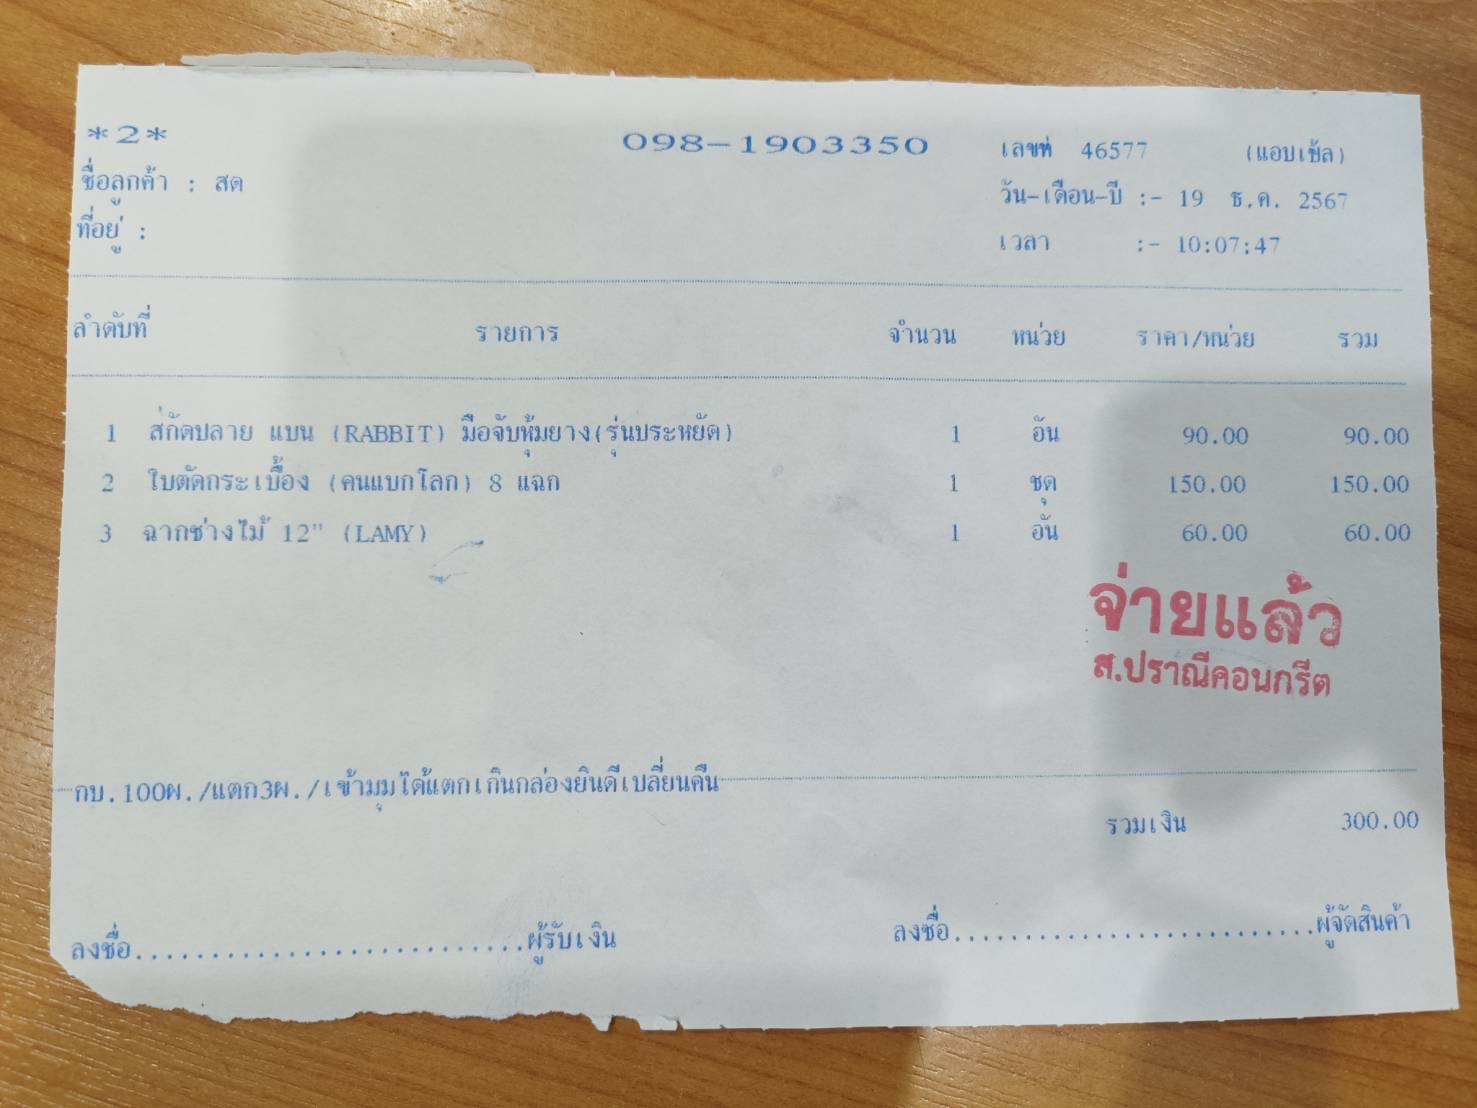 *2* 098-1903350 เลขที่ 46577 (แอบเช้ล)
ชื่อลูกค้า : สด วัน-เดือน-ปี :- 19 ธ.ค. 2567
ที่อยู่ : เวลา :- 10:07:47
ลำดับที่ รายการ จำนวน หน่วย ราคา/หน่วย รวม
1 สกัดปลาย แบน (RABBIT) มือจับหุ้มยาง(รุ่นประหยัด) 1 อัน 90.00 90.00
2 ใบตัดกระเบื้อง (คนแบกโลก) 8 แฉก 1 ชุด 150.00 150.00
3 ฉากช่างไม้ 12" (LAMY) 1 อัน 60.00 60.00
จ่ายแล้ว
ส.ปราณีคอนกรีต
กบ.100ผ./แตก3ผ./เข้ามุมได้แตกเกินกล่องยินดีเปลี่ยนคืน
รวมเงิน 300.00
ลงชื่อ............................ผู้รับเงิน ลงชื่อ..........................ผู้จัดสินค้า